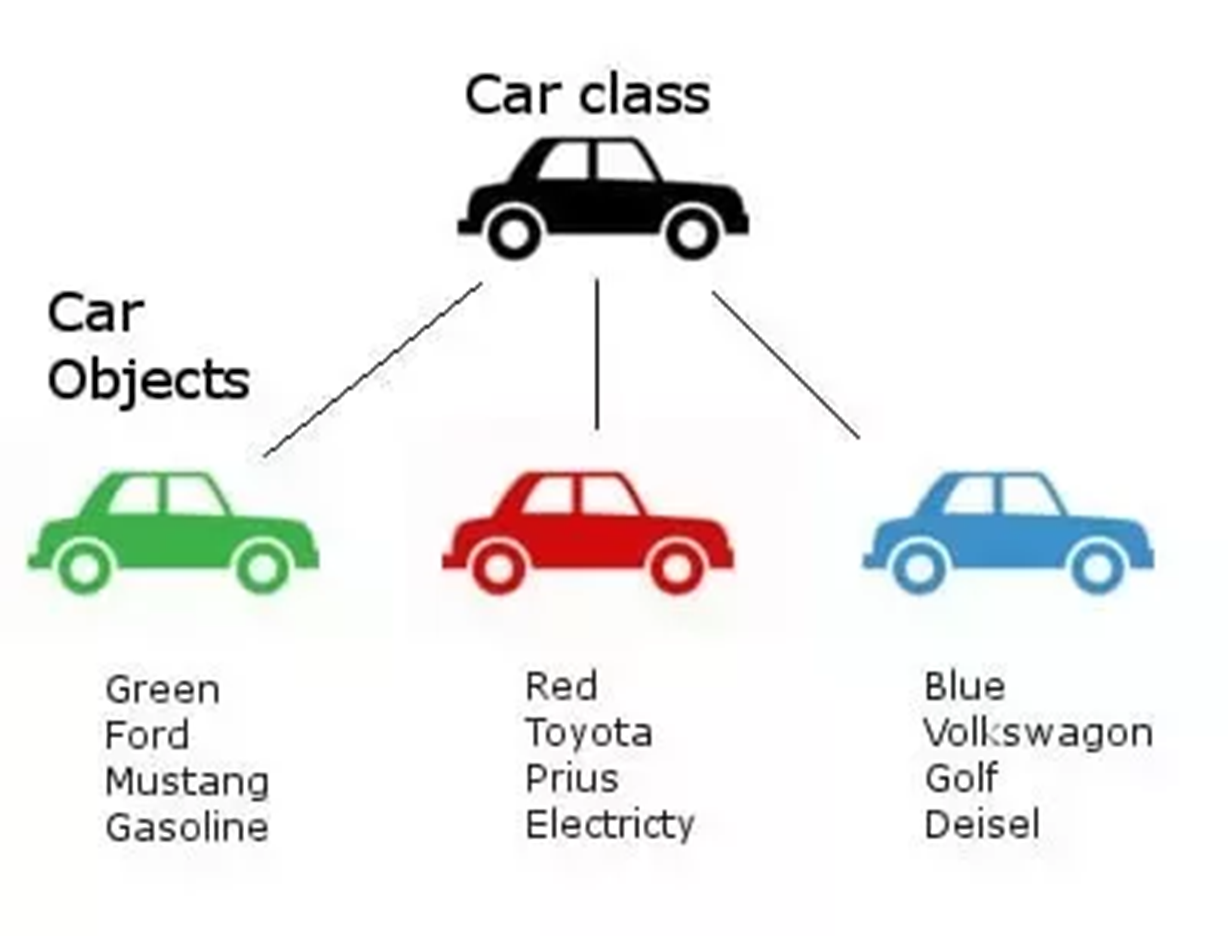 Car class
Car
Objects
Green
Ford
Mustang
Gasoline
Red
Toyota
Prius
Electricty
Blue
Volkswagon
Golf
Deisel